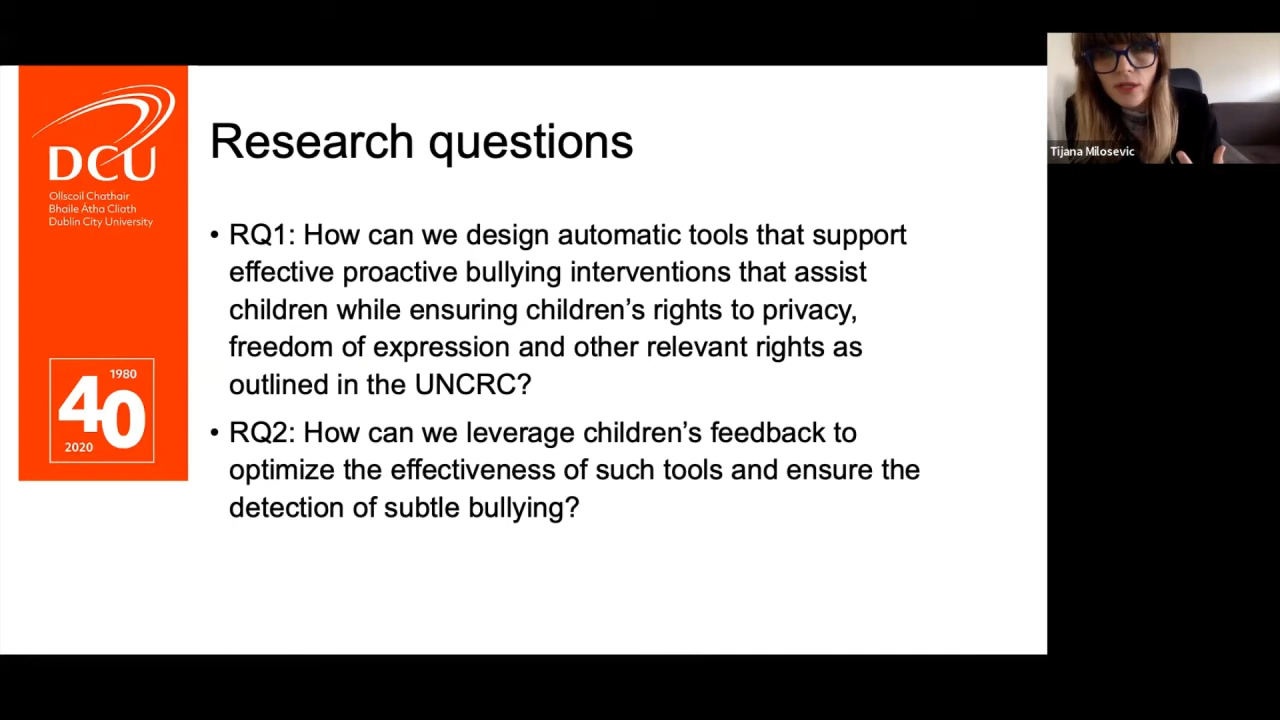 DCU
Ollscoil Chathair
Bhaile Átha Cliath
Dublin City University
1980
40
2020
Research questions
• RQ1: How can we design automatic tools that support
effective proactive bullying interventions that assist
children while ensuring children’s rights to privacy,
freedom of expression and other relevant rights as
outlined in the UNCRC?
• RQ2: How can we leverage children’s feedback to
optimize the effectiveness of such tools and ensure the
detection of subtle bullying?
Tijana Milosevic